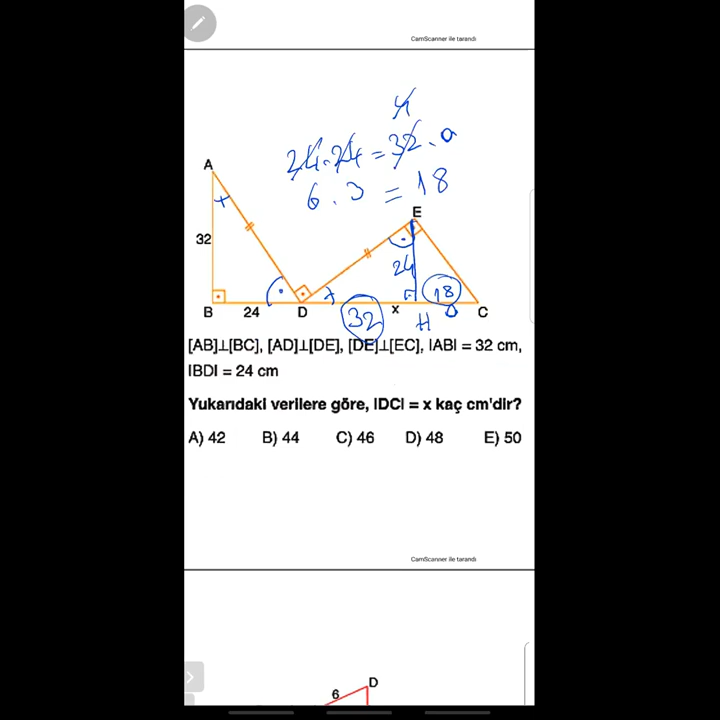 CamScanner ile tarandı
24.24 = 32.a
6.3 = 18
A
E
32
24
18
B 24 D 32 x H C
[AB]⊥[BC], [AD]⊥[DE], [DE]⊥[EC], |AB| = 32 cm,
|BD| = 24 cm
Yukarıdaki verilere göre, |DC| = x kaç cm'dir?
A) 42 B) 44 C) 46 D) 48 E) 50
CamScanner ile tarandı
D
6